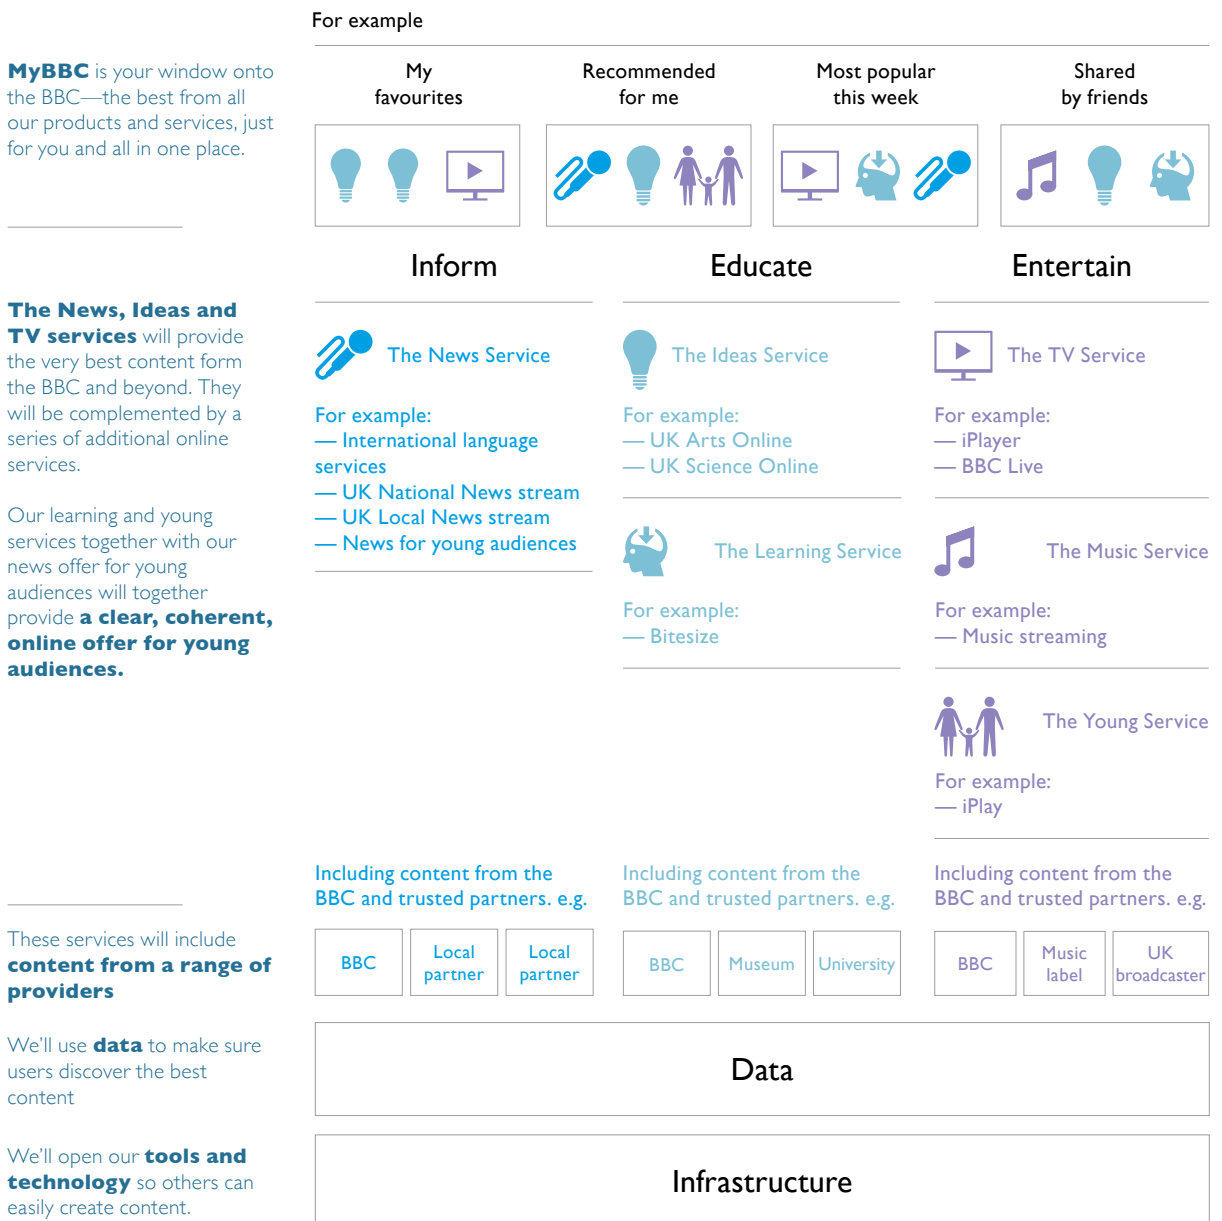 For example
MyBBC is your window onto
the BBC—the best from all
our products and services, just
for you and all in one place.
My
favourites
Recommended
for me
Most popular
this week
Shared
by friends
Inform
Educate
Entertain
The News, Ideas and
TV services will provide
the very best content form
the BBC and beyond. They
will be complemented by a
series of additional online
services.
Our learning and young
services together with our
news offer for young
audiences will together
provide a clear, coherent,
online offer for young
audiences.
The News Service
For example:
— International language
services
— UK National News stream
— UK Local News stream
— News for young audiences
The Ideas Service
For example:
— UK Arts Online
— UK Science Online
The Learning Service
For example:
— Bitesize
The TV Service
For example:
— iPlayer
— BBC Live
The Music Service
For example:
— Music streaming
The Young Service
For example:
— iPlay
These services will include
content from a range of
providers
Including content from the
BBC and trusted partners. e.g.
BBC
Local
partner
Local
partner
Including content from the
BBC and trusted partners. e.g.
BBC
Museum
University
Including content from the
BBC and trusted partners. e.g.
BBC
Music
label
UK
broadcaster
We’ll use data to make sure
users discover the best
content
Data
We’ll open our tools and
technology so others can
easily create content.
Infrastructure